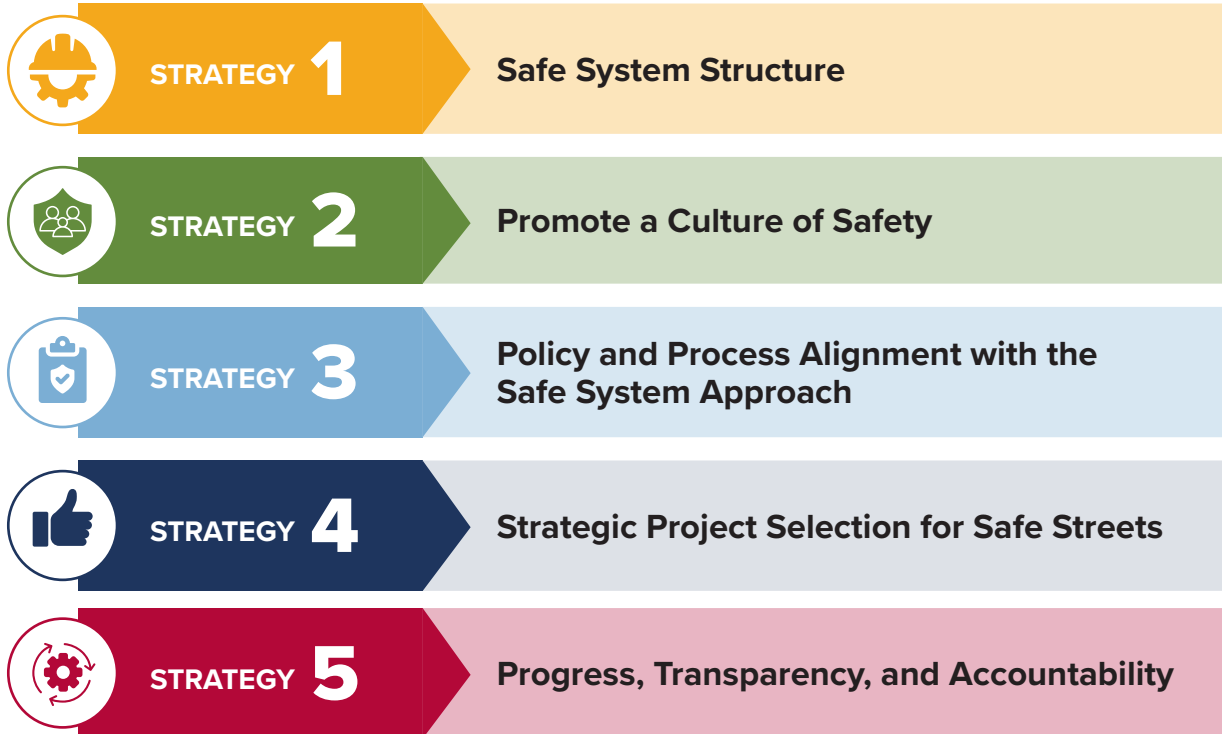 STRATEGY 1
Safe System Structure
STRATEGY 2
Promote a Culture of Safety
STRATEGY 3
Policy and Process Alignment with the
Safe System Approach
STRATEGY 4
Strategic Project Selection for Safe Streets
STRATEGY 5
Progress, Transparency, and Accountability